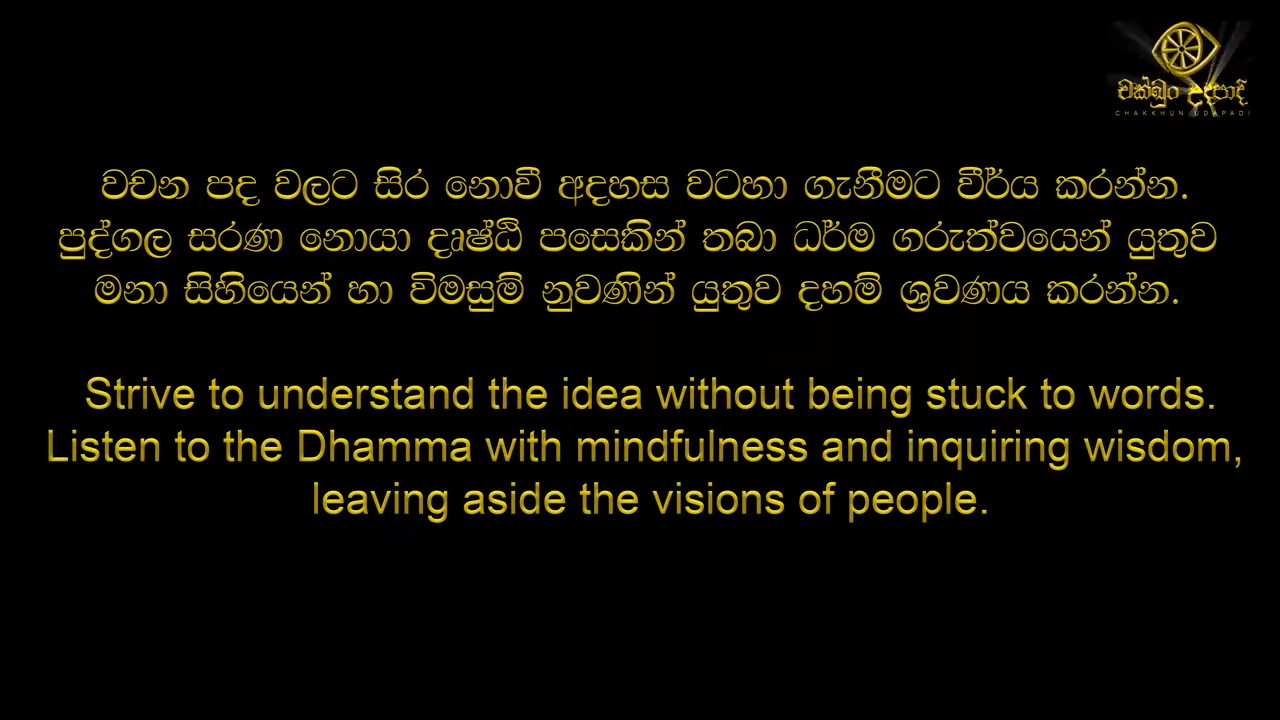 චක්ඛුං උදපාදි
CHAKKHUN UDAPADI
වචන පද වලට සිර නොවී අදහස වටහා ගැනීමට වීර්ය කරන්න.
පුද්ගල සරණ නොයා දෘෂ්ඨි පසෙකින් තබා ධර්ම ගරුත්වයෙන් යුතුව
මනා සිහියෙන් හා විමසුම් නුවණින් යුතුව දහම් ශ්‍රවණය කරන්න.
Strive to understand the idea without being stuck to words.
Listen to the Dhamma with mindfulness and inquiring wisdom,
leaving aside the visions of people.